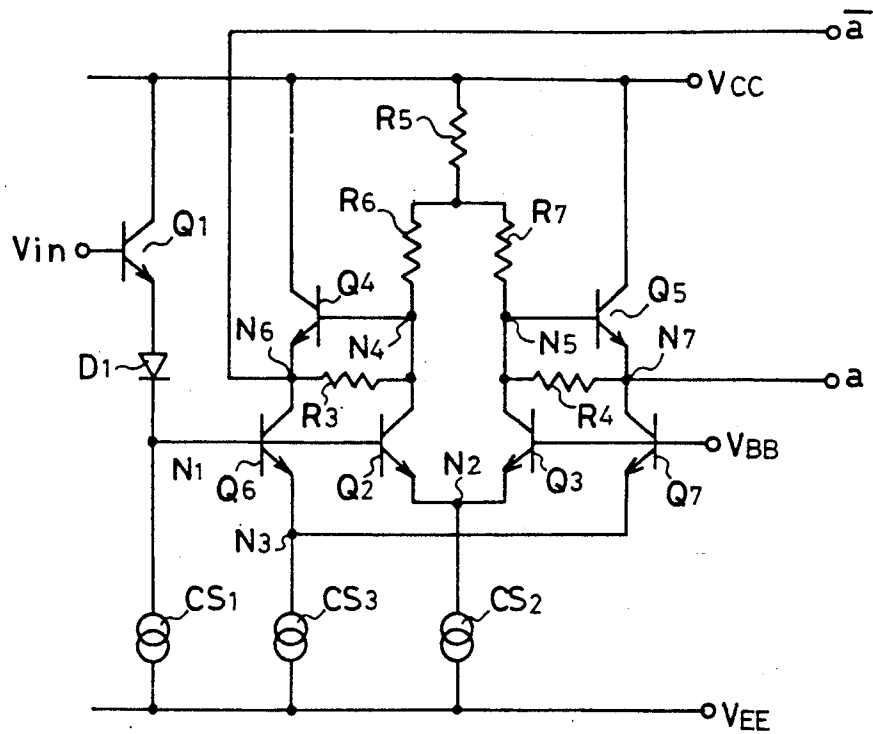 a̅
VCC
R5
R6
R7
Vin
Q1
Q4
Q5
N6
N4
N5
N7
D1
R3
R4
a
N1
Q6
Q2
N2
Q3
Q7
VBB
N3
CS1
CS3
CS2
VEE